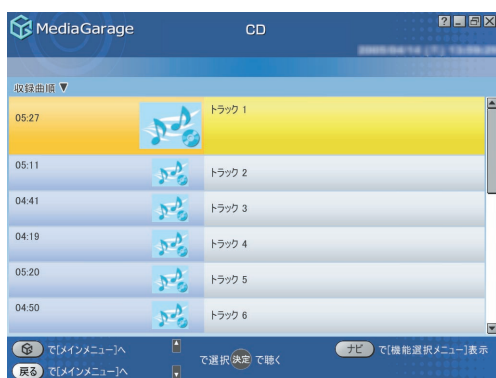 MediaGarage
CD
収録曲順▼
05:27 トラック 1
05:11 トラック 2
04:41 トラック 3
04:19 トラック 4
05:20 トラック 5
04:50 トラック 6
で[メインメニュー]へ
で選択 決定 で聴く
ナビ で[機能選択メニュー]表示
戻る で[メインメニュー]へ